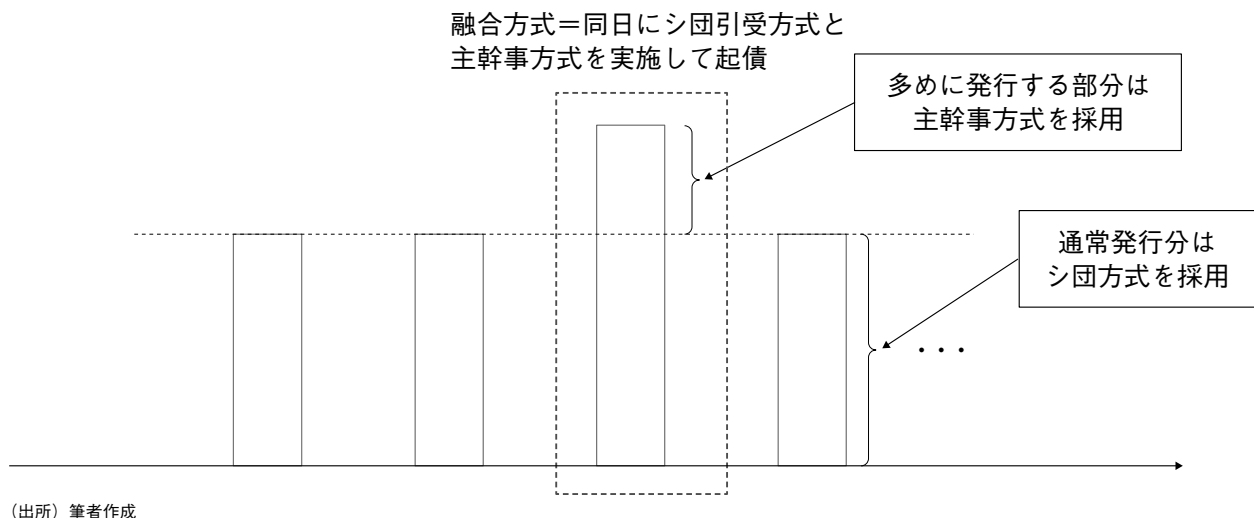 融合方式＝同日にシ団引受方式と
主幹事方式を実施して起債
多めに発行する部分は
主幹事方式を採用
通常発行分は
シ団方式を採用
・・・
（出所）筆者作成